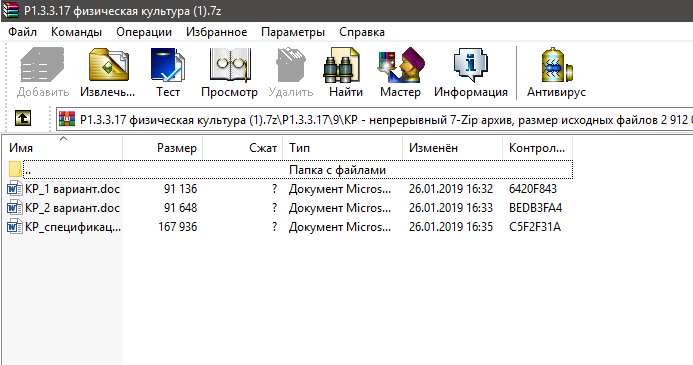 P1.3.3.17 физическая культура (1).7z
Файл Команды Операции Избранное Параметры Справка
Добавить Извлечь... Тест Просмотр Удалить Найти Мастер Информация Антивирус
P1.3.3.17 физическая культура (1).7z\P1.3.3.17\9\КР - непрерывный 7-Zip архив, размер исходных файлов 2 912 0
Имя Размер Сжат Тип Изменён Контрол...
.. Папка с файлами
КР_1 вариант.doc 91 136 ? Документ Micros... 26.01.2019 16:32 6420F843
КР_2 вариант.doc 91 648 ? Документ Micros... 26.01.2019 16:33 BEDB3FA4
КР_спецификац... 167 936 ? Документ Micros... 26.01.2019 16:35 C5F2F31A